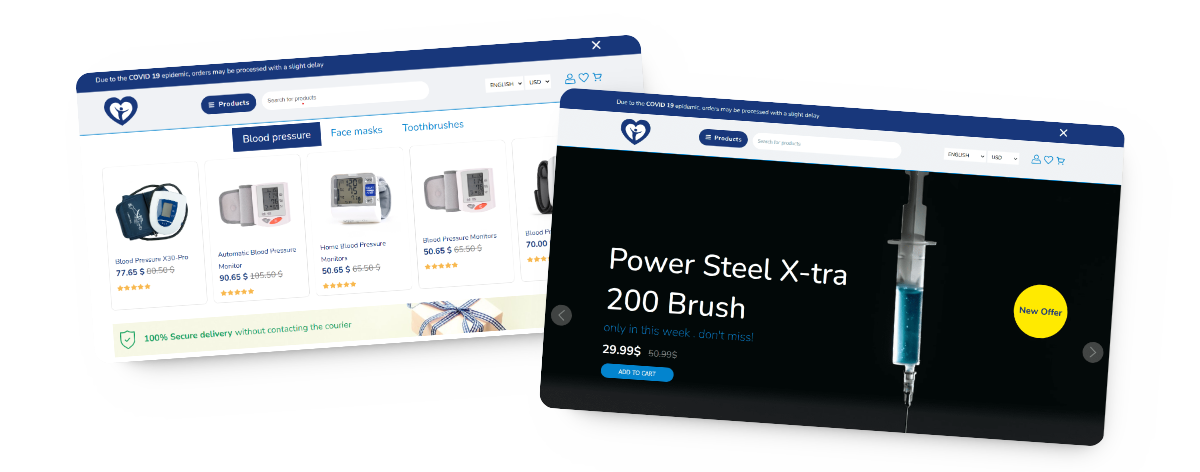 Due to the COVID 19 epidemic, orders may be processed with a slight delay
Products
Search for products
ENGLISH
USD
Blood pressure
Face masks
Toothbrushes
Blood Pressure X30-Pro
77.65 $ 80.50 $
Automatic Blood Pressure
Monitor
90.65 $ 105.50 $
Home Blood Pressure
Monitors
50.65 $ 65.50 $
Blood Pressure Monitors
50.65 $ 65.50 $
Blood P
70.00
100% Secure delivery without contacting the courier
Due to the COVID 19 epidemic, orders may be processed with a slight delay
Products
Search for products
ENGLISH
USD
Power Steel X-tra
200 Brush
only in this week . don't miss!
29.99$ 50.99$
ADD TO CART
New Offer